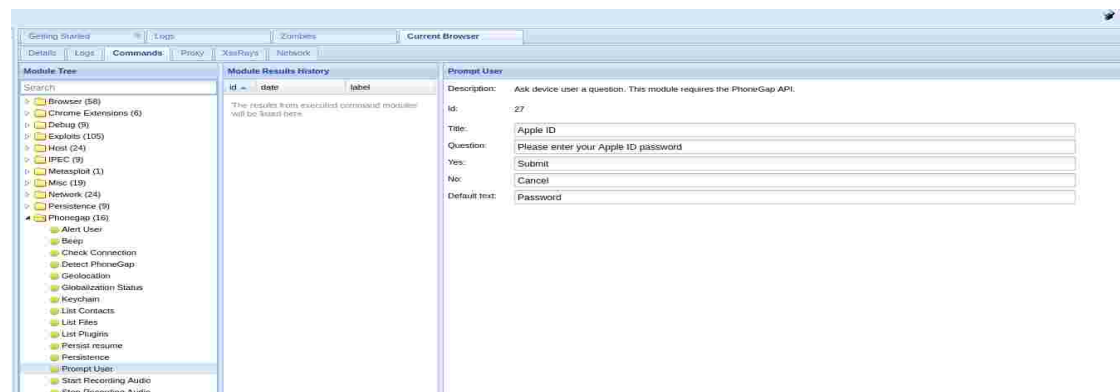 Getting Started
Logs
Zombies
Current Browser
Details
Logs
Commands
Proxy
XssRays
Network
Module Tree
Search
Browser (58)
Chrome Extensions (6)
Debug (9)
Exploits (105)
Host (24)
IPEC (9)
Metasploit (1)
Misc (19)
Network (24)
Persistence (9)
Phonegap (16)
Alert User
Beep
Check Connection
Detect PhoneGap
Geolocation
Globalization Status
Keychain
List Contacts
List Files
List Plugins
Persist resume
Persistence
Prompt User
Start Recording Audio
Stop Recording Audio
Module Results History
id date label
The results from executed command modules
will be listed here.
Prompt User
Description: Ask device user a question. This module requires the PhoneGap API.
Id: 27
Title: Apple ID
Question: Please enter your Apple ID password
Yes: Submit
No: Cancel
Default text: Password